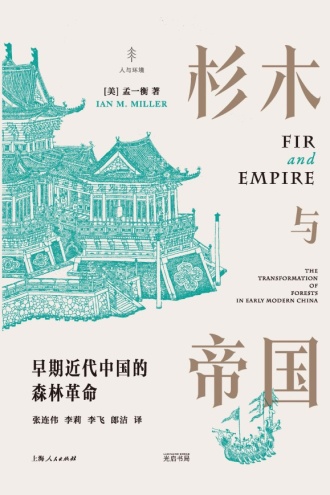 人与环境
[美] 孟一衡 著
IAN M. MILLER
杉木
FIR
and
EMPIRE
与
THE
TRANSFORMATION
OF
FORESTS
IN EARLY MODERN CHINA
帝国
早期近代中国的
森林革命
张连伟 李莉 李飞 郎洁 译
上海人民出版社
光启书局